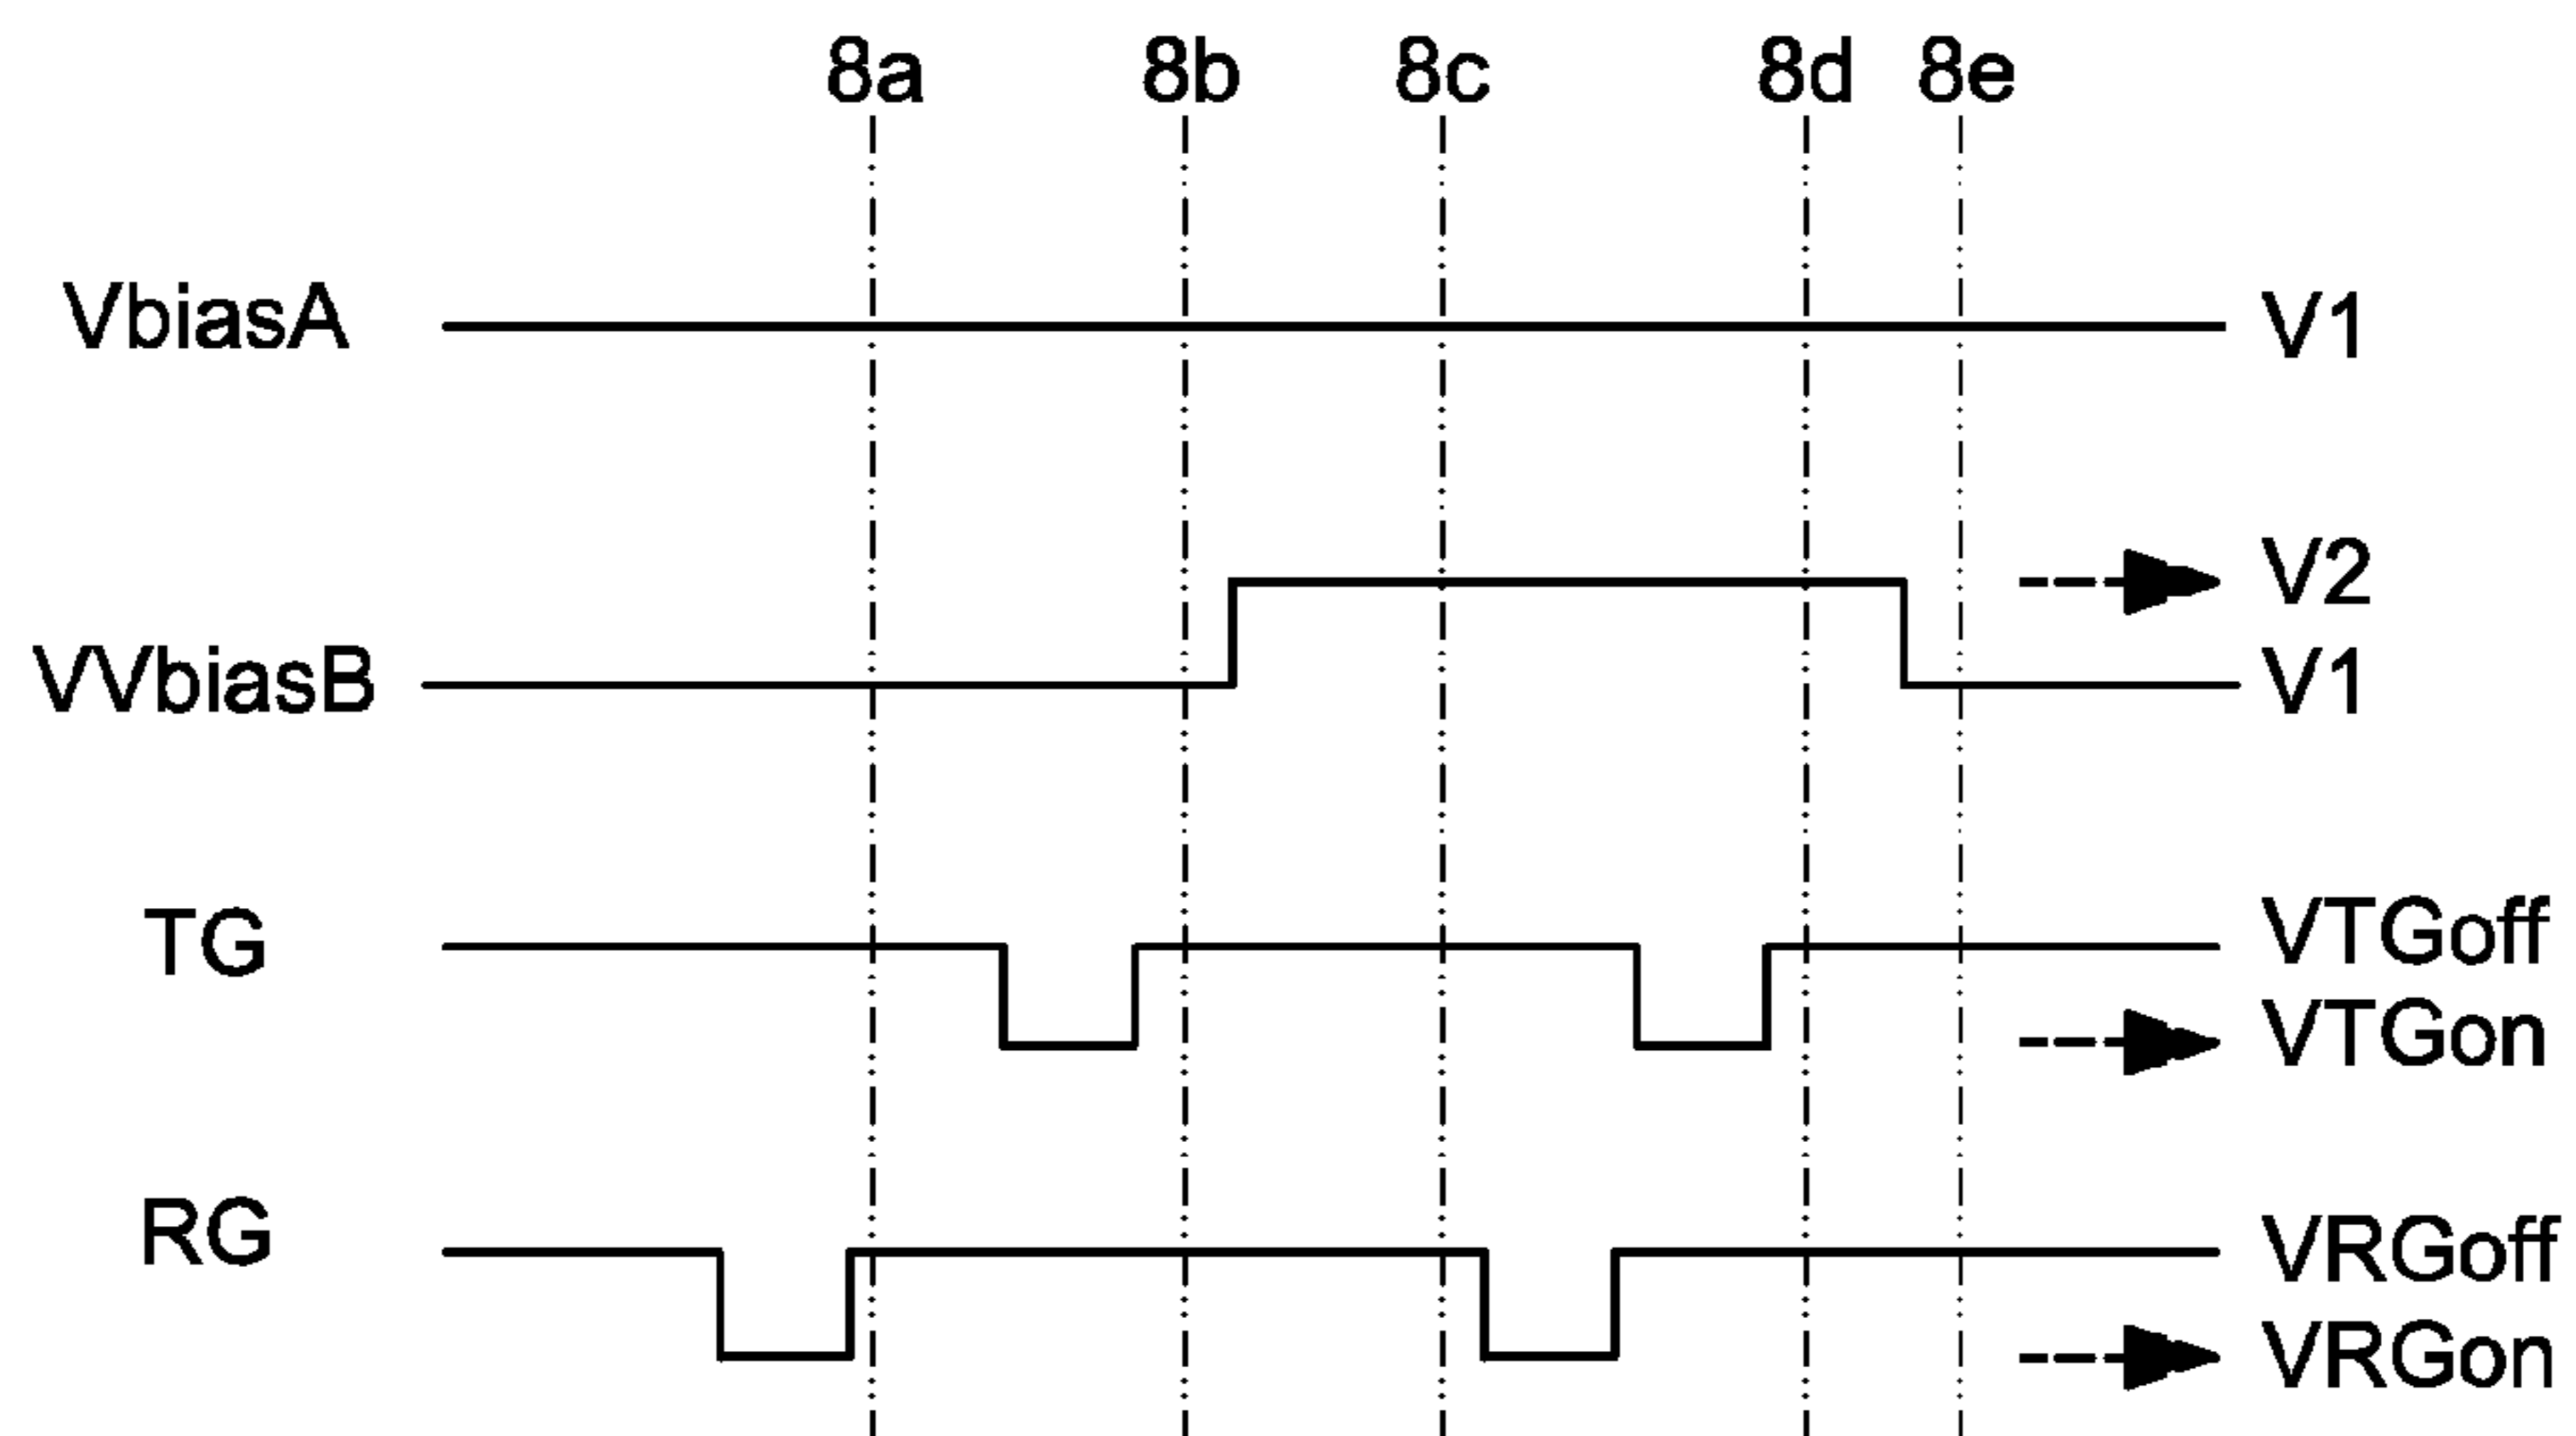 8a 8b 8c 8d 8e
VbiasA V1
V2
VVbiasB V1
TG VTGoff
VTGon
RG VRGoff
VRGon